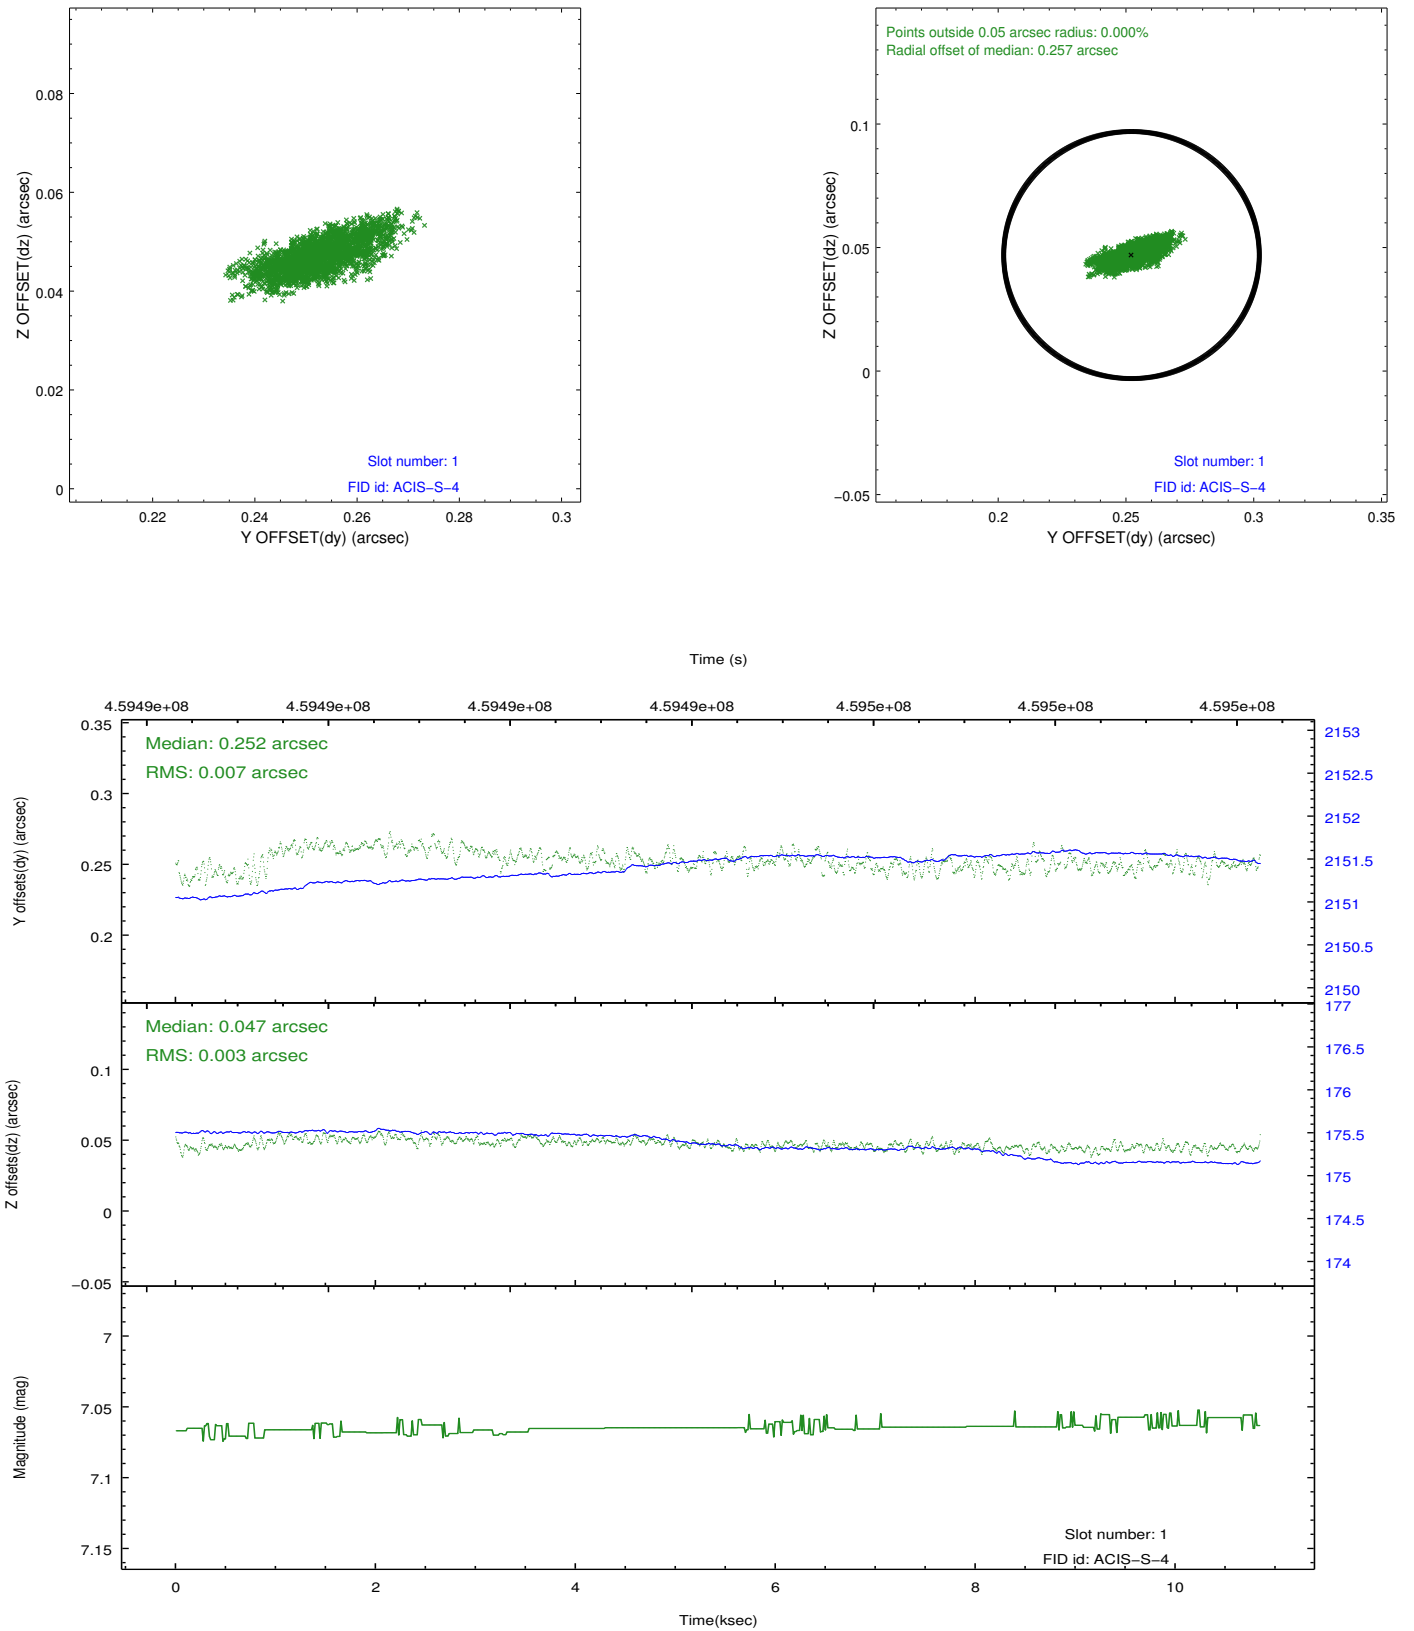 0.08
0.06
0.04
0.02
0
Z OFFSET(dz) (arcsec)
Slot number: 1
FID id: ACIS−S−4
0.22 0.24 0.26 0.28 0.3
Y OFFSET(dy) (arcsec)
Points outside 0.05 arcsec radius: 0.000%
Radial offset of median: 0.257 arcsec
0.1
0.05
0
−0.05
Z OFFSET(dz) (arcsec)
Slot number: 1
FID id: ACIS−S−4
0.2 0.25 0.3 0.35
Y OFFSET(dy) (arcsec)
Time (s)
4.5949e+08 4.5949e+08 4.5949e+08 4.5949e+08 4.595e+08 4.595e+08 4.595e+08
Median: 0.252 arcsec
RMS: 0.007 arcsec
0.35
0.3
0.25
0.2
Y offsets(dy) (arcsec)
2153
2152.5
2152
2151.5
2151
2150.5
2150
Median: 0.047 arcsec
RMS: 0.003 arcsec
0.1
0.05
0
−0.05
Z offsets(dz) (arcsec)
177
176.5
176
175.5
175
174.5
174
7
7.05
7.1
7.15
Magnitude (mag)
Slot number: 1
FID id: ACIS−S−4
0 2 4 6 8 10
Time(ksec)